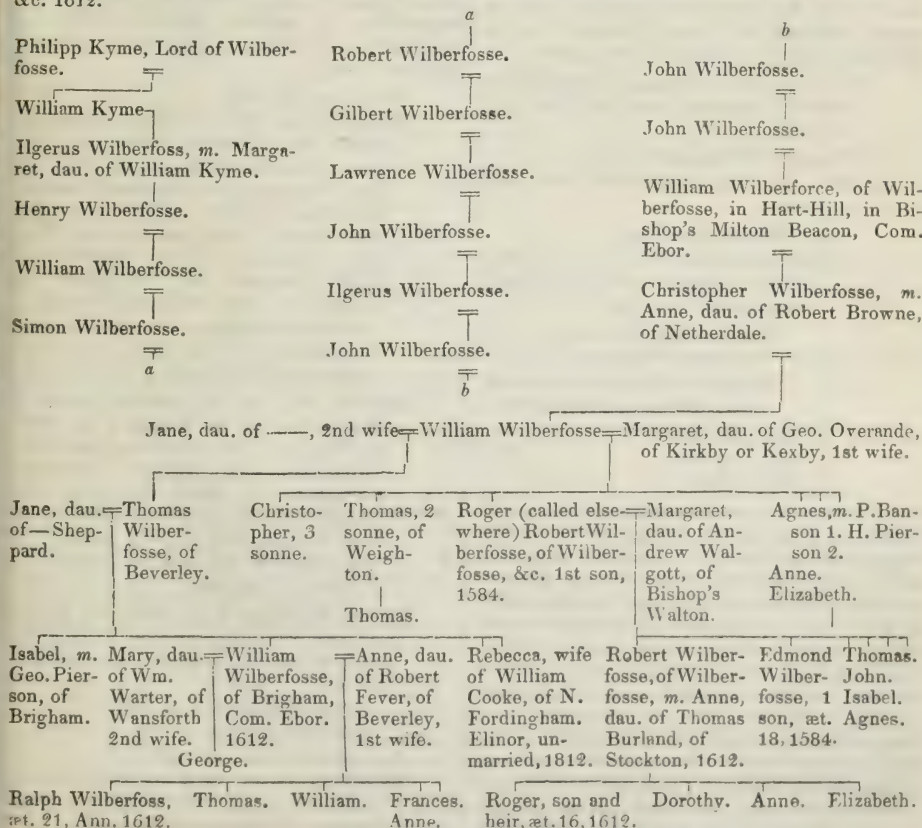 &c. 1612.
Philipp Kyme, Lord of Wilber-
fosse.
William Kyme
Ilgerus Wilberfoss, m. Marga-
ret, dau. of William Kyme.
Henry Wilberfosse.
William Wilberfosse.
Simon Wilberfosse.
a
a
Robert Wilberfosse.
Gilbert Wilberfosse.
Lawrence Wilberfosse.
John Wilberfosse.
Ilgerus Wilberfosse.
John Wilberfosse.
b
b
John Wilberfosse.
John Wilberfosse.
William Wilberforce, of Wil-
berfosse, in Hart-Hill, in Bi-
shop's Milton Beacon, Com.
Ebor.
Christopher Wilberfosse, m.
Anne, dau. of Robert Browne,
of Netherdale.
Jane, dau. of ——, 2nd wife = William Wilberfosse = Margaret, dau. of Geo. Overande,
of Kirkby or Kexby, 1st wife.
Jane, dau.
of — Shep-
pard.
Thomas
Wilber-
fosse, of
Beverley.
Christo-
pher, 3
sonne.
Thomas, 2
sonne, of
Weigh-
ton.
Thomas.
Roger (called else-
where) Robert Wil-
berfosse, of Wilber-
fosse, &c. 1st son,
1584.
Margaret,
dau. of An-
drew Wal-
gott, of
Bishop's
Walton.
Agnes, m. P. Ban-
son 1. H. Pier-
son 2.
Anne.
Elizabeth.
Isabel, m.
Geo. Pier-
son, of
Brigham.
Mary, dau.
of Wm.
Warter, of
Wansforth
2nd wife.
William
Wilberfosse,
of Brigham,
Com. Ebor.
1612.
George.
Anne, dau.
of Robert
Fever, of
Beverley,
1st wife.
Rebecca, wife
of William
Cooke, of N.
Fordingham.
Elinor, un-
married, 1812.
Robert Wilber-
fosse, of Wilber-
fosse, m. Anne,
dau. of Thomas
Burland, of
Stockton, 1612.
Edmond
Wilber-
fosse, 1
son, æt.
18, 1584.
Thomas.
John.
Isabel.
Agnes.
Ralph Wilberfoss,
æt. 21, Ann. 1612.
Thomas.
William.
Frances.
Anne.
Roger, son and
heir, æt. 16, 1612.
Dorothy.
Anne.
Elizabeth.